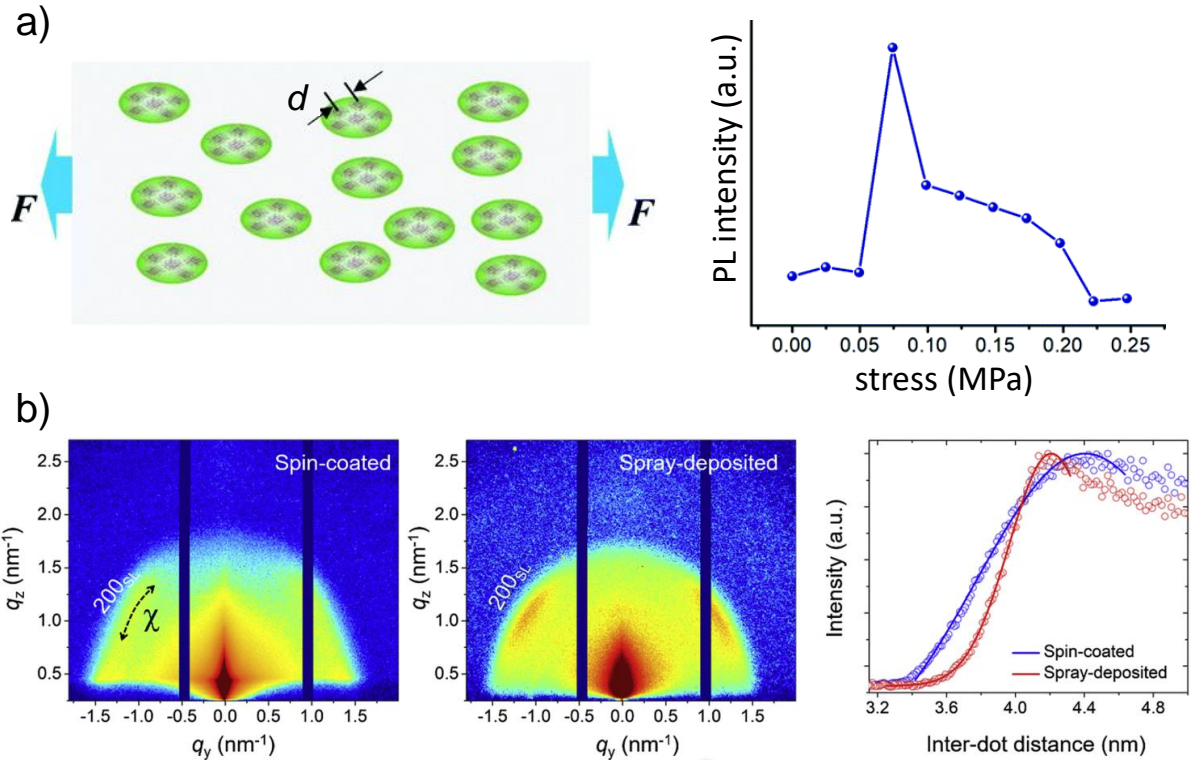 a)
d
F
F
PL intensity (a.u.)
0.00 0.05 0.10 0.15 0.20 0.25
stress (MPa)
b)
Spin-coated
200SL
χ
qz (nm-1)
2.5
2.0
1.5
1.0
0.5
-1.5 -1.0 -0.5 0.0 0.5 1.0 1.5
qy (nm-1)
Spray-deposited
200SL
qz (nm-1)
2.5
2.0
1.5
1.0
0.5
-1.5 -1.0 -0.5 0.0 0.5 1.0 1.5
qy (nm-1)
Intensity (a.u.)
Spin-coated
Spray-deposited
3.2 3.6 4.0 4.4 4.8
Inter-dot distance (nm)